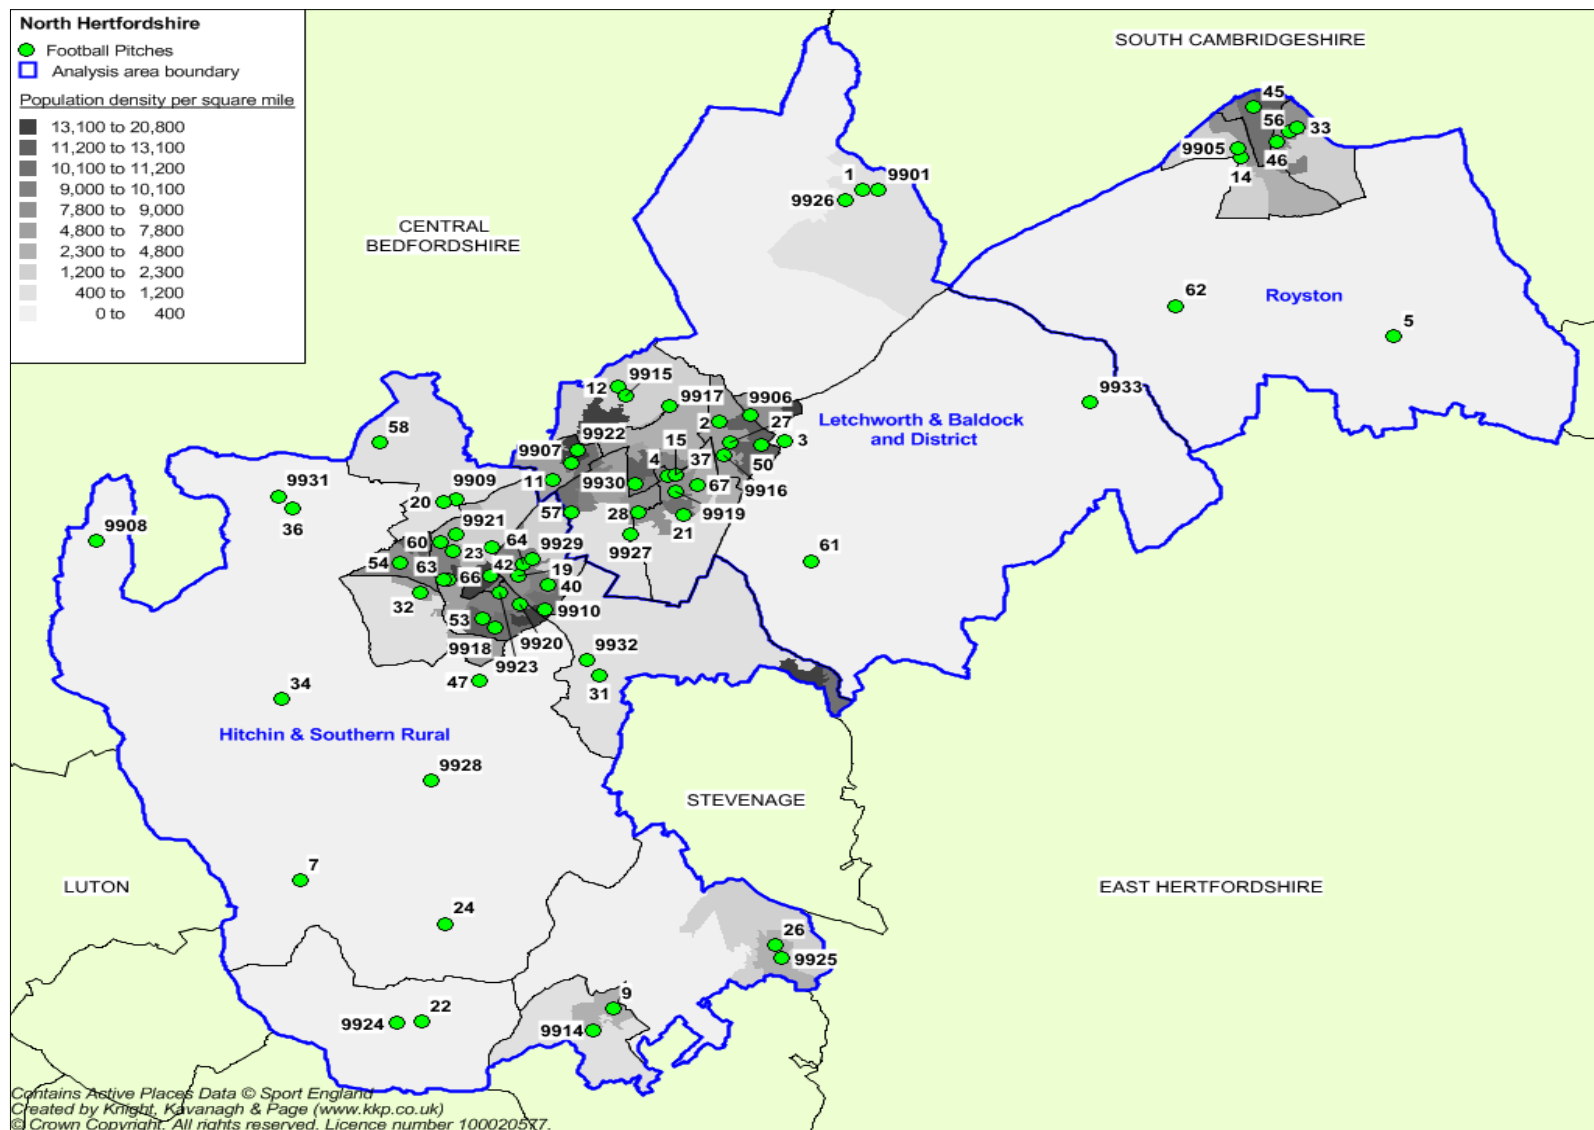 North Hertfordshire
Football Pitches
Analysis area boundary
Population density per square mile
13,100 to 20,800
11,200 to 13,100
10,100 to 11,200
9,000 to 10,100
7,800 to 9,000
4,800 to 7,800
2,300 to 4,800
1,200 to 2,300
400 to 1,200
0 to 400
SOUTH CAMBRIDGESHIRE
45
56
33
9905
46
14
1
9901
9926
CENTRAL
BEDFORDSHIRE
62
Royston
5
9933
12
9915
9917
9906
2
27
Letchworth & Baldock
and District
58
9922
15
3
9907
4
37
50
11
9930
67
9916
9931
20
9909
36
57
28
9919
21
9908
9921
9927
60
64
9929
61
54
63
23
42
19
66
40
32
53
9910
9918
9920
9923
9932
47
31
34
Hitchin & Southern Rural
9928
STEVENAGE
7
LUTON
EAST HERTFORDSHIRE
24
26
9925
9
22
9924
9914
Contains Active Places Data © Sport England
Created by Knight, Kavanagh & Page (www.kkp.co.uk)
© Crown Copyright. All rights reserved. Licence number 100020577.